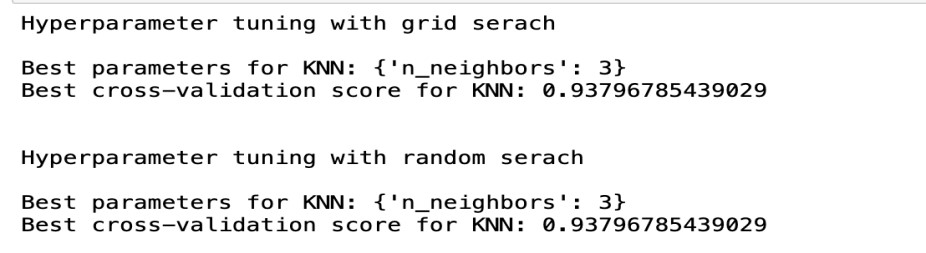 Hyperparameter tuning with grid serach
Best parameters for KNN: {'n_neighbors': 3}
Best cross-validation score for KNN: 0.93796785439029
Hyperparameter tuning with random serach
Best parameters for KNN: {'n_neighbors': 3}
Best cross-validation score for KNN: 0.93796785439029